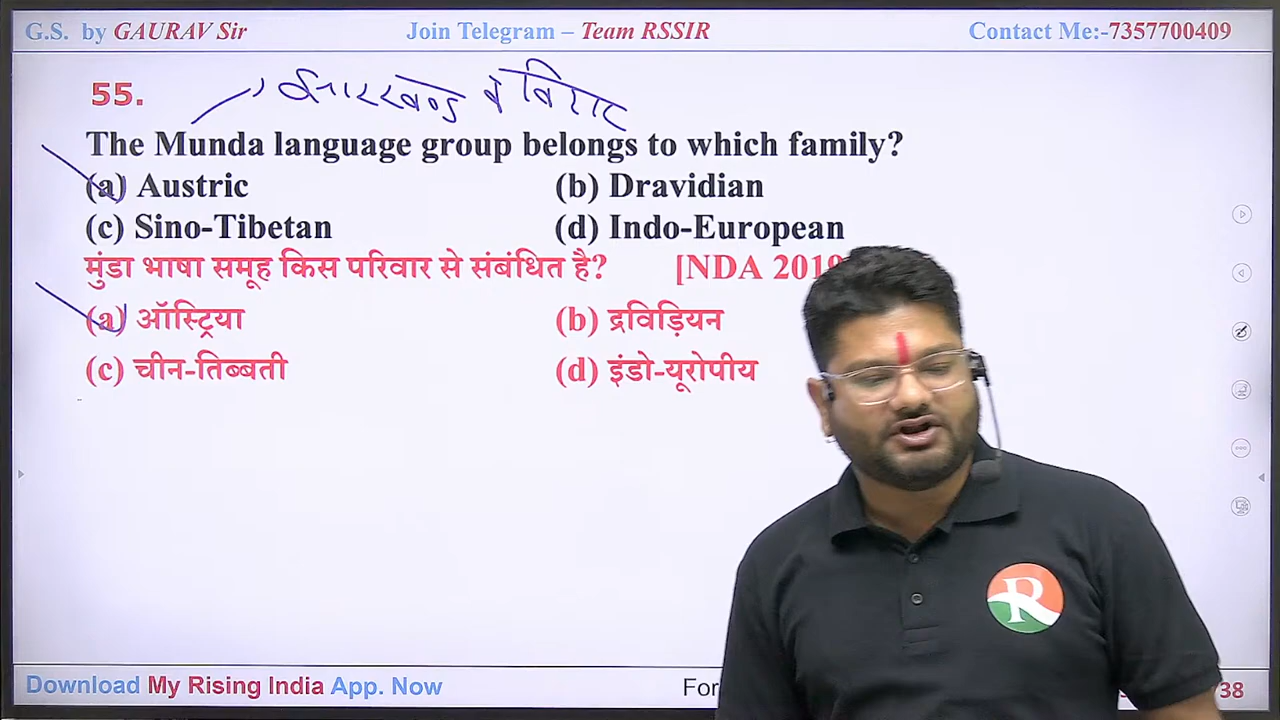 G.S. by GAURAV Sir Join Telegram – Team RSSIR Contact Me:-7357700409
55.
The Munda language group belongs to which family?
(a) Austric (b) Dravidian
(c) Sino-Tibetan (d) Indo-European
मुंडा भाषा समूह किस परिवार से संबंधित है? [NDA 2019
(a) ऑस्ट्रिया (b) द्रविड़ियन
(c) चीन-तिब्बती (d) इंडो-यूरोपीय
R
Download My Rising India App. Now For 38